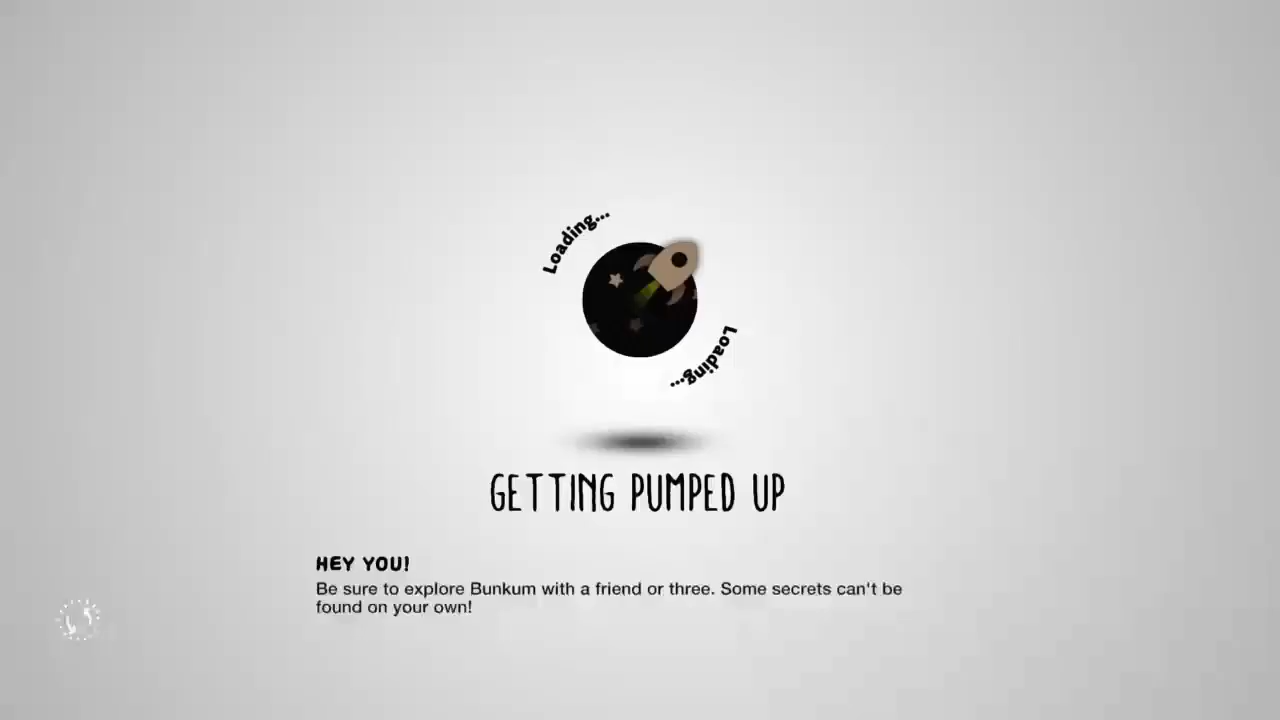 Loading...
Loading...
GETTING PUMPED UP
HEY YOU!
Be sure to explore Bunkum with a friend or three. Some secrets can't be
found on your own!